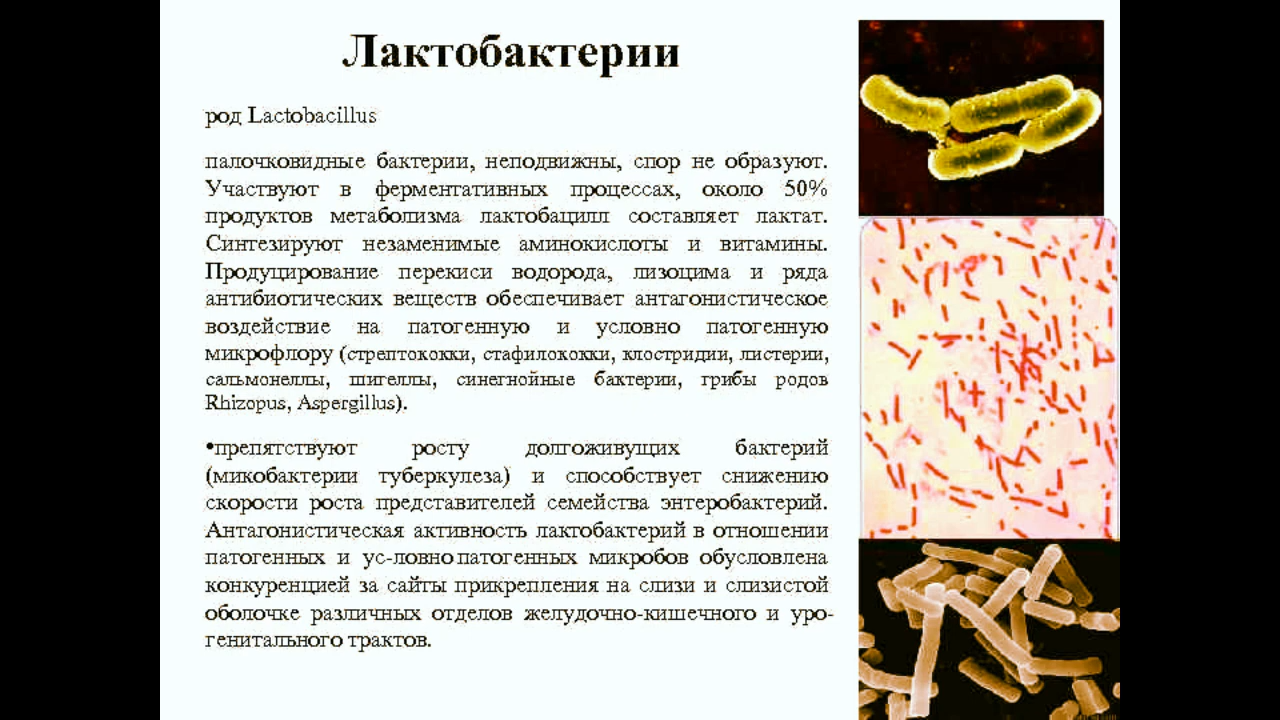 Лактобактерии
род Lactobacillus
палочковидные бактерии, неподвижны, спор не образуют.
Участвуют в ферментативных процессах, около 50%
продуктов метаболизма лактобацилл составляет лактат.
Синтезируют незаменимые аминокислоты и витамины.
Продуцирование перекиси водорода, лизоцима и ряда
антибиотических веществ обеспечивает антагонистическое
воздействие на патогенную и условно патогенную
микрофлору (стрептококки, стафилококки, клостридии, листерии,
сальмонеллы, шигеллы, синегнойные бактерии, грибы родов
Rhizopus, Aspergillus).
•препятствуют росту долгоживущих бактерий
(микобактерии туберкулеза) и способствует снижению
скорости роста представителей семейства энтеробактерий.
Антагонистическая активность лактобактерий в отношении
патогенных и ус-ловно патогенных микробов обусловлена
конкуренцией за сайты прикрепления на слизи и слизистой
оболочке различных отделов желудочно-кишечного и уро-
генитального трактов.